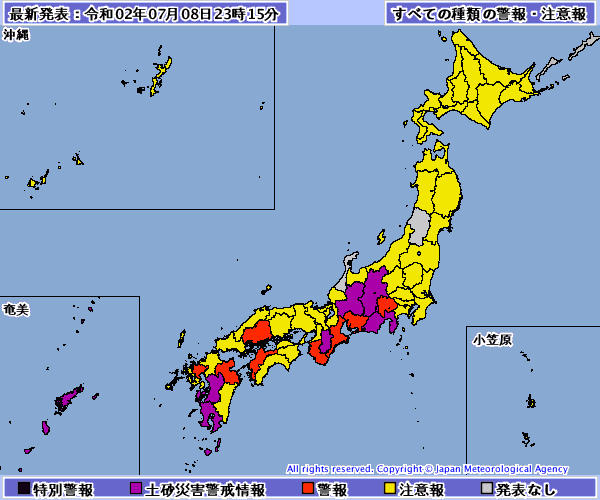 最新発表：令和02年07月08日23時15分
すべての種類の警報・注意報
沖縄
奄美
小笠原
All rights reserved. Copyright © Japan Meteorological Agency
特別警報
土砂災害警戒情報
警報
注意報
発表なし